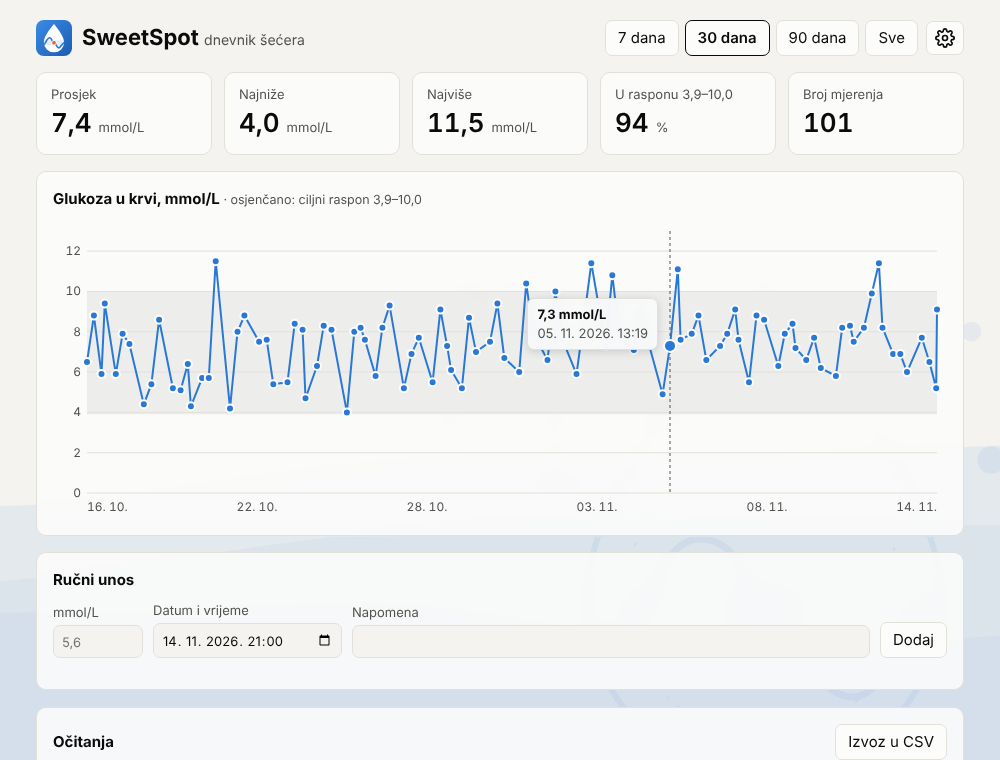 SweetSpot dnevnik šećera
7 dana
30 dana
90 dana
Sve
Prosjek
7,4 mmol/L
Najniže
4,0 mmol/L
Najviše
11,5 mmol/L
U rasponu 3,9–10,0
94 %
Broj mjerenja
101
Glukoza u krvi, mmol/L · osjenčano: ciljni raspon 3,9–10,0
12
10
8
6
4
2
0
7,3 mmol/L
05. 11. 2026. 13:19
16. 10.
22. 10.
28. 10.
03. 11.
08. 11.
14. 11.
Ručni unos
mmol/L
Datum i vrijeme
Napomena
5,6
14. 11. 2026. 21:00
Dodaj
Očitanja
Izvoz u CSV